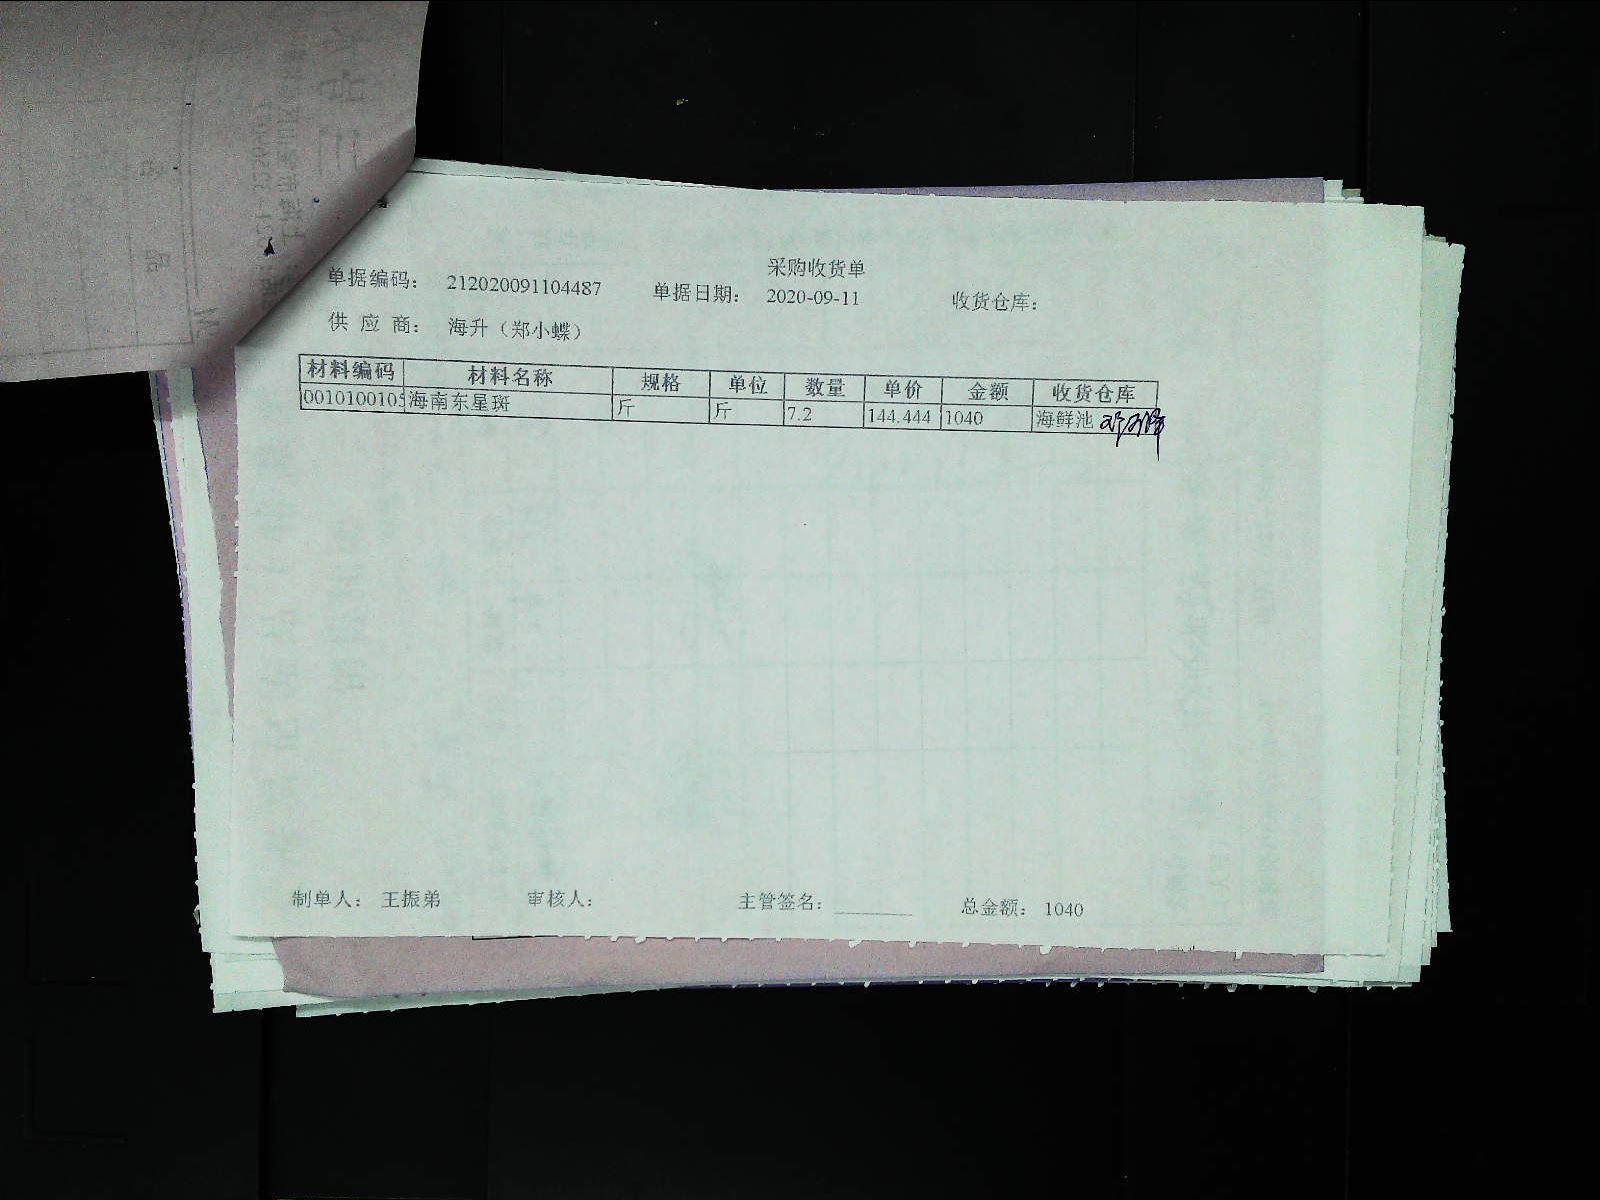 采购收货单
单据编码： 212020091104487 单据日期： 2020-09-11 收货仓库：
供 应 商： 海升（郑小蝶）
材料编码 材料名称 规格 单位 数量 单价 金额 收货仓库
0010100105 海南东星斑 斤 斤 7.2 144.444 1040 海鲜池
制单人： 王振弟 审核人： 主管签名： 总金额： 1040